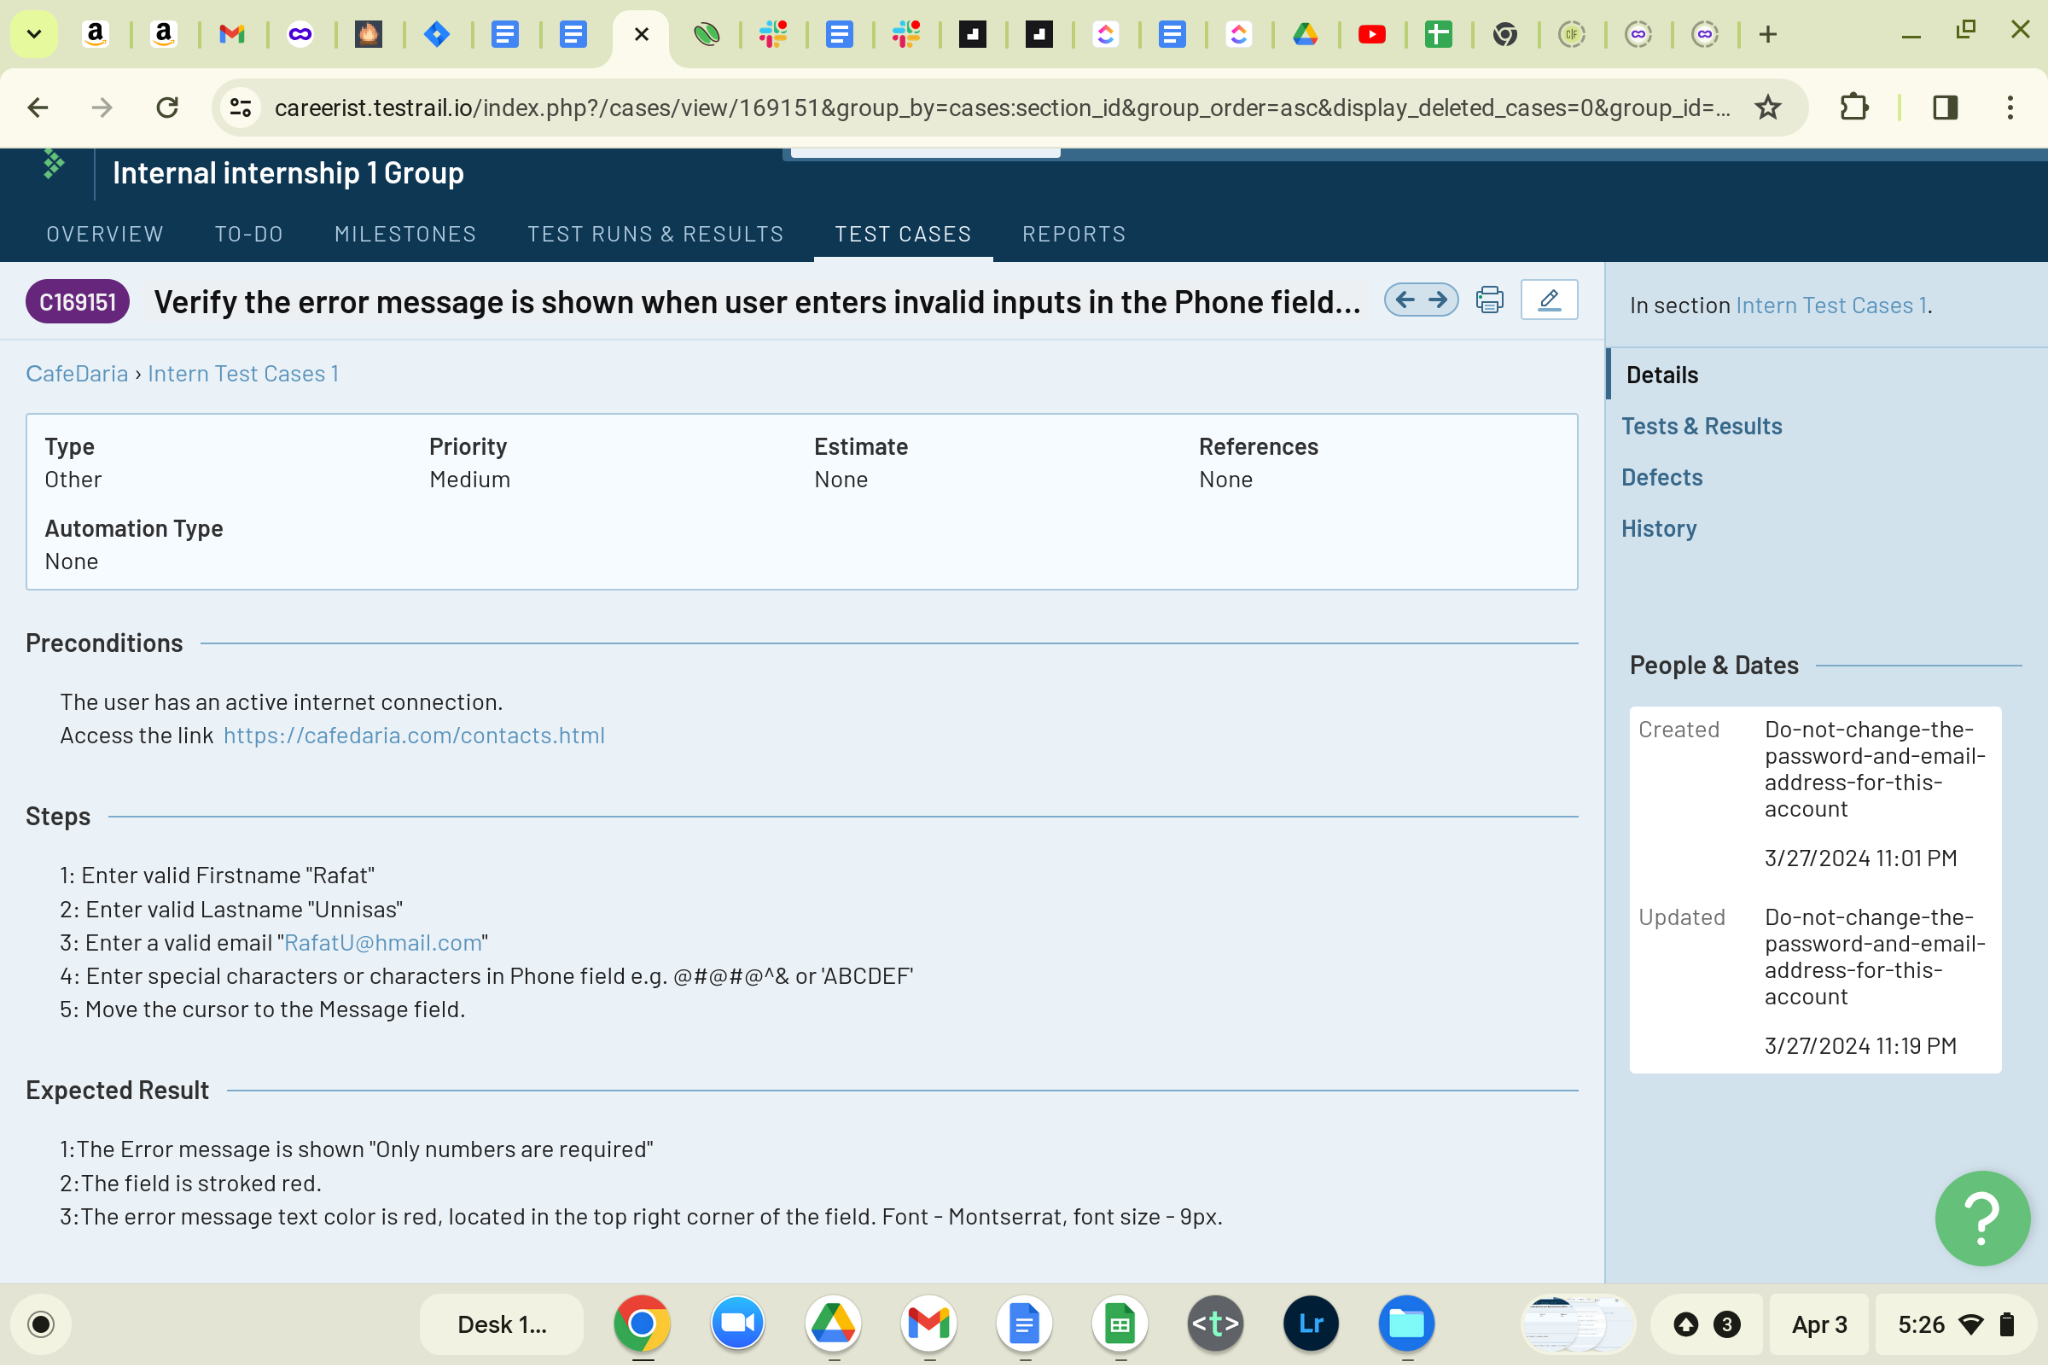 careerist.testrail.io/index.php?/cases/view/169151&group_by=cases:section_id&group_order=asc&display_deleted_cases=0&group_id=...
Internal internship 1 Group
OVERVIEW
TO-DO
MILESTONES
TEST RUNS & RESULTS
TEST CASES
REPORTS
C169151
Verify the error message is shown when user enters invalid inputs in the Phone field...
In section Intern Test Cases 1.
CafeDaria › Intern Test Cases 1
Type
Other
Priority
Medium
Estimate
None
References
None
Automation Type
None
Preconditions
The user has an active internet connection.
Access the link https://cafedaria.com/contacts.html
Steps
1: Enter valid Firstname "Rafat"
2: Enter valid Lastname "Unnisas"
3: Enter a valid email "RafatU@hmail.com"
4: Enter special characters or characters in Phone field e.g. @#@#@^& or 'ABCDEF'
5: Move the cursor to the Message field.
Expected Result
1:The Error message is shown "Only numbers are required"
2:The field is stroked red.
3:The error message text color is red, located in the top right corner of the field. Font - Montserrat, font size - 9px.
Details
Tests & Results
Defects
History
People & Dates
Created
Do-not-change-the-
password-and-email-
address-for-this-
account
3/27/2024 11:01 PM
Updated
Do-not-change-the-
password-and-email-
address-for-this-
account
3/27/2024 11:19 PM
?
Desk 1...
<t>
Lr
3
Apr 3
5:26